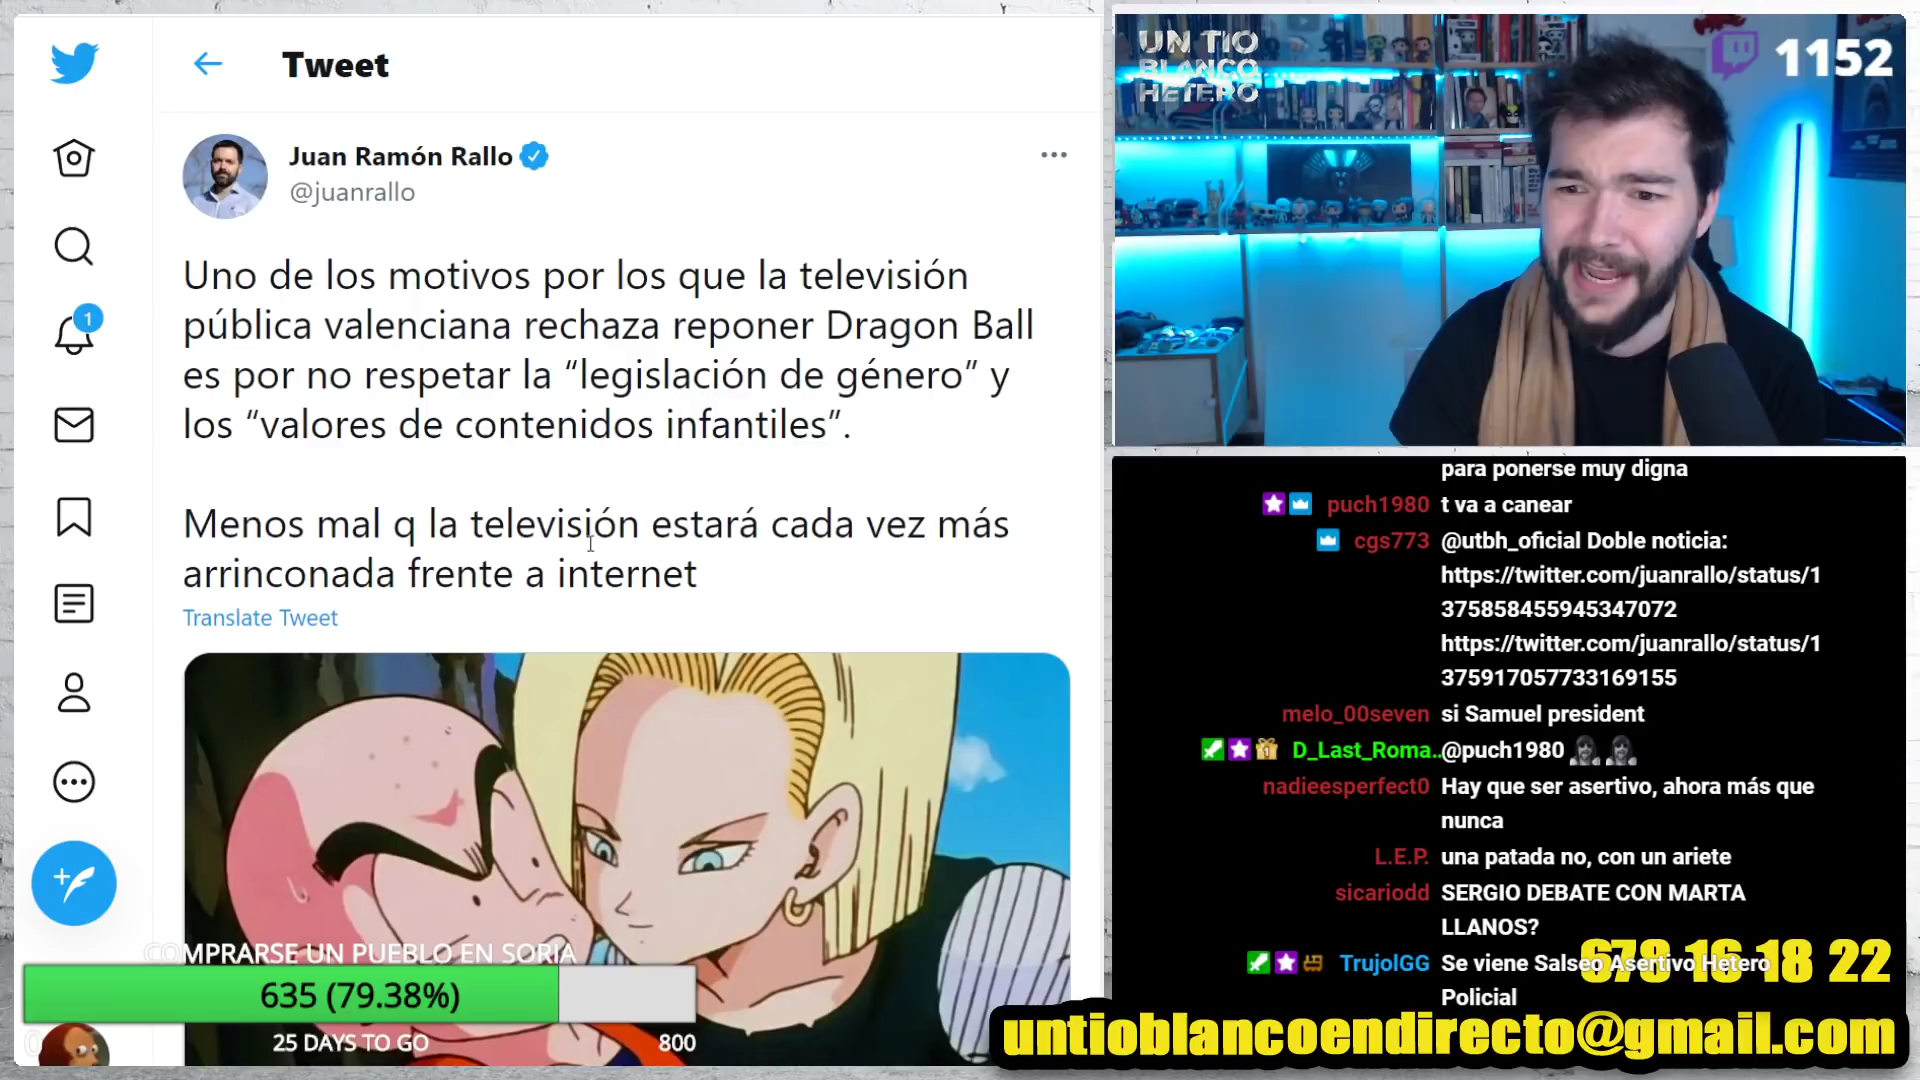 Tweet
Juan Ramón Rallo
@juanrallo
Uno de los motivos por los que la televisión
pública valenciana rechaza reponer Dragon Ball
es por no respetar la “legislación de género” y
los “valores de contenidos infantiles”.
Menos mal q la televisión estará cada vez más
arrinconada frente a internet
Translate Tweet
1
COMPRARSE UN PUEBLO EN SORIA
635 (79.38%)
0
25 DAYS TO GO
800
UN TIO
BLANCO
HETERO
1152
para ponerse muy digna
puch1980 t va a canear
cgs773 @utbh_oficial Doble noticia:
https://twitter.com/juanrallo/status/1
375858455945347072
https://twitter.com/juanrallo/status/1
375917057733169155
melo_00seven si Samuel president
D_Last_Roma.. @puch1980
nadieesperfect0 Hay que ser asertivo, ahora más que
nunca
L.E.P. una patada no, con un ariete
sicariodd SERGIO DEBATE CON MARTA
LLANOS?
TrujolGG Se viene Salseo Asertivo Hetero
Policial
678 16 18 22
untioblancoendirecto@gmail.com